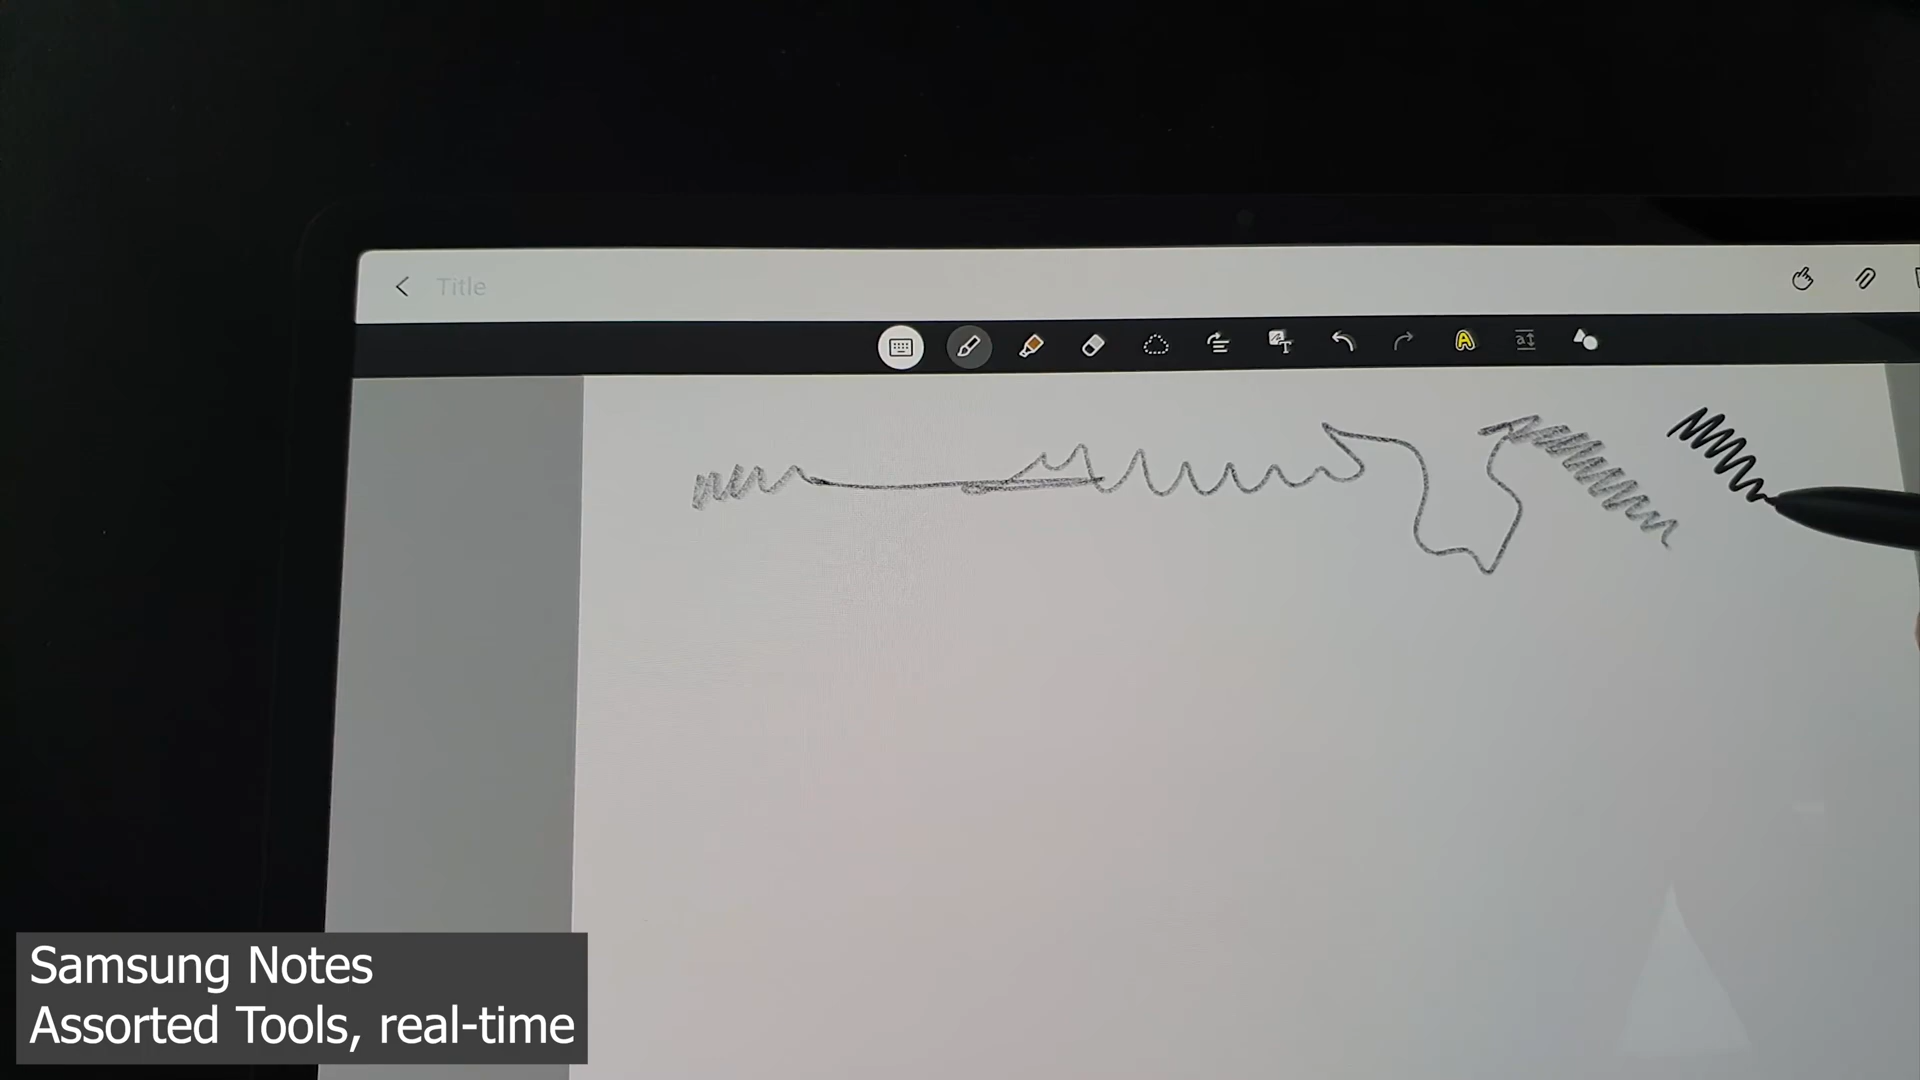 Title
T
A
a
Samsung Notes
Assorted Tools, real-time